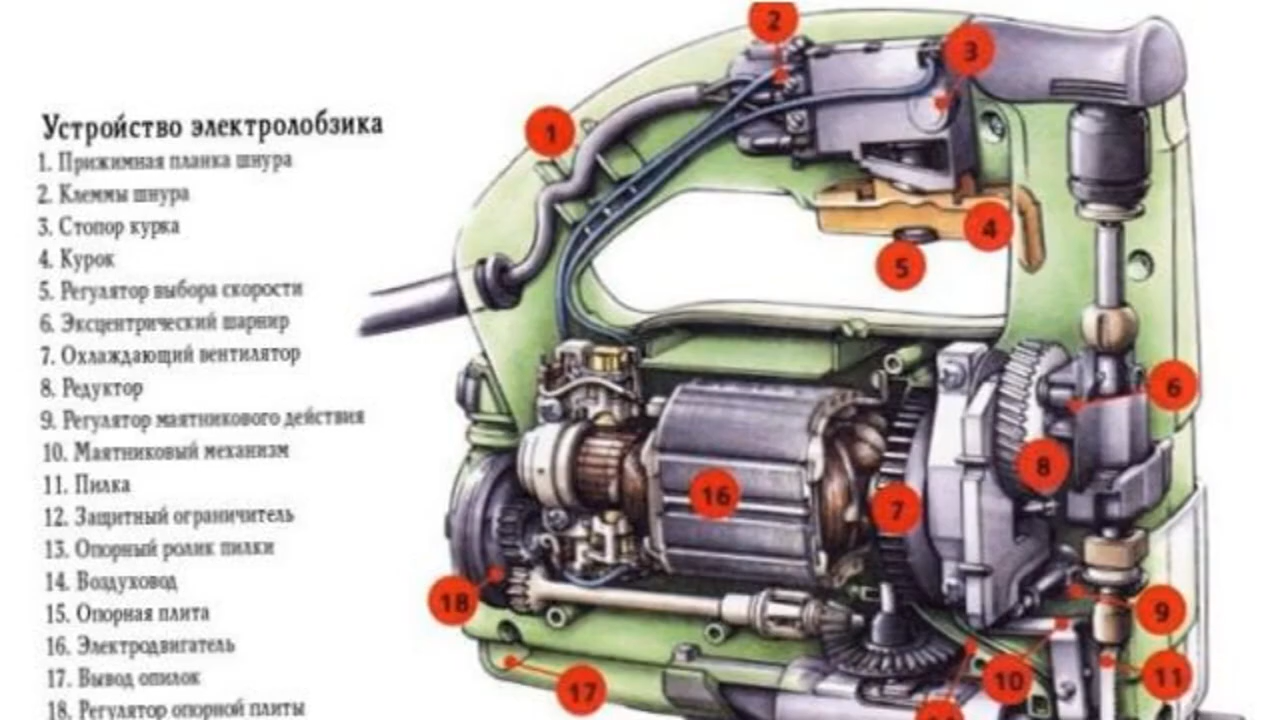 Устройство электролобзика
1. Прижимная планка шнура
2. Клеммы шнура
3. Стопор курка
4. Курок
5. Регулятор выбора скорости
6. Эксцентрический шарнир
7. Охлаждающий вентилятор
8. Редуктор
9. Регулятор маятникового действия
10. Маятниковый механизм
11. Пилка
12. Защитный ограничитель
13. Опорный ролик пилки
14. Воздуховод
15. Опорная плита
16. Электродвигатель
17. Вывод опилок
18. Регулятор опорной плиты
2
3
1
4
5
6
8
16
7
18
9
10
11
17